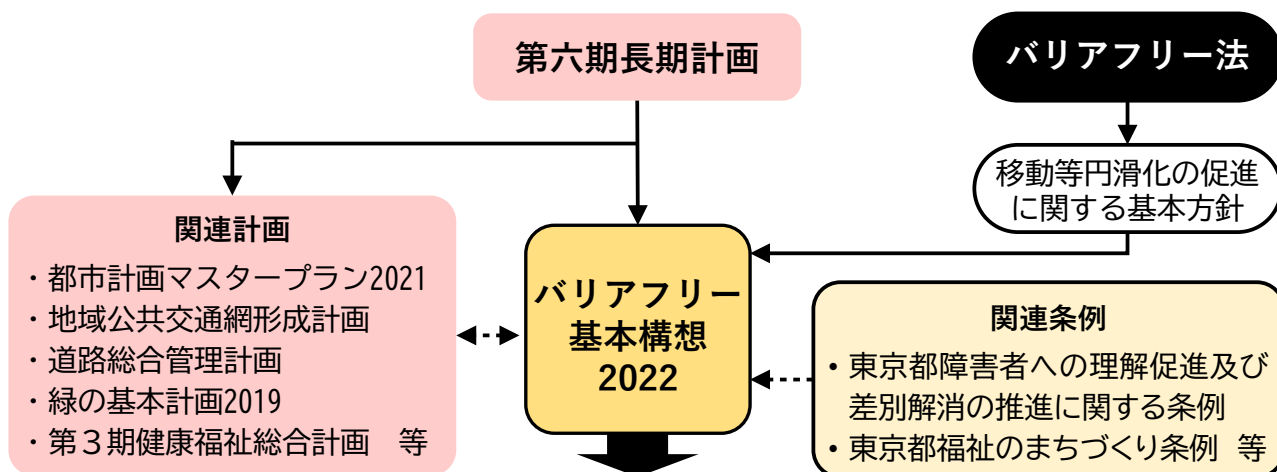 第六期長期計画
バリアフリー法
移動等円滑化の促進
に関する基本方針
関連計画
・都市計画マスタープラン2021
・地域公共交通網形成計画
・道路総合管理計画
・緑の基本計画2019
・第３期健康福祉総合計画　等
バリアフリー
基本構想
2022
関連条例
・東京都障害者への理解促進及び
差別解消の推進に関する条例
・東京都福祉のまちづくり条例　等